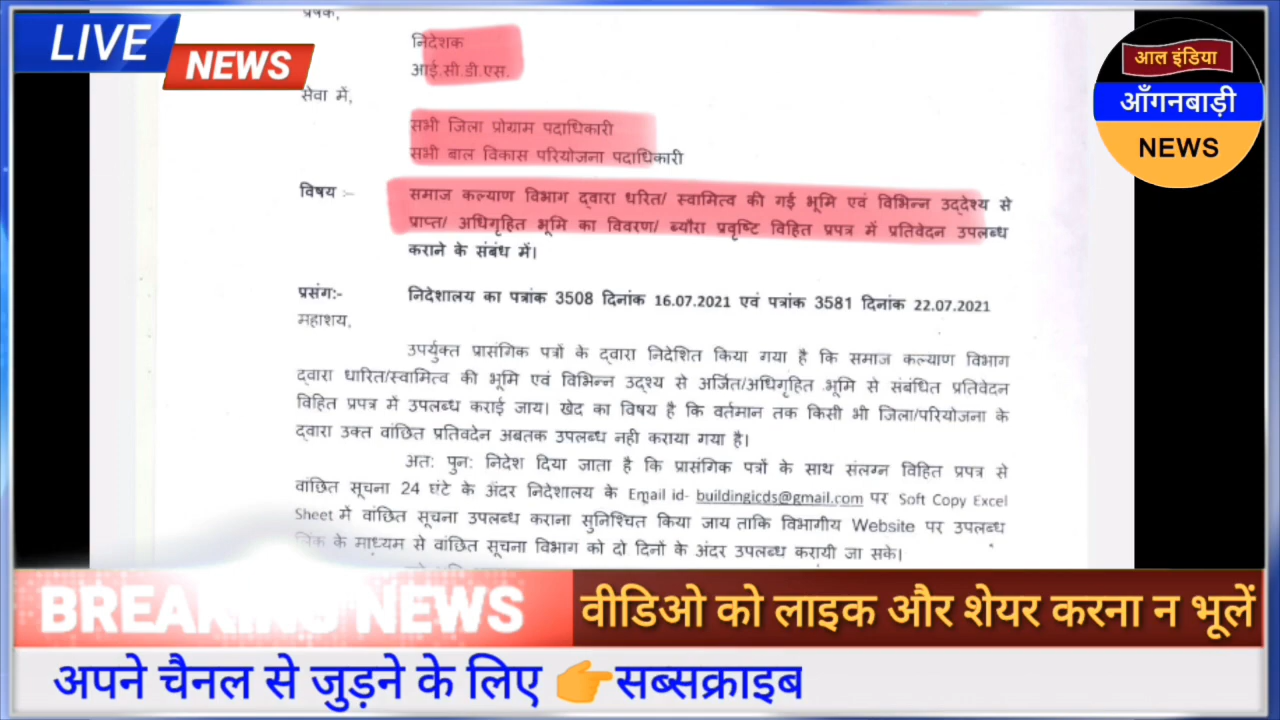 LIVE
NEWS
आल इंडिया
आँगनबाड़ी
NEWS
प्रेषक,
निदेशक
आई.सी.डी.एस.
सेवा में,
सभी जिला प्रोग्राम पदाधिकारी
सभी बाल विकास परियोजना पदाधिकारी
विषय :- समाज कल्याण विभाग द्वारा धरित/ स्वामित्व की गई भूमि एवं विभिन्न उद्देश्य से
प्राप्त/ अधिगृहित भूमि का विवरण/ ब्यौरा प्रवृष्टि विहित प्रपत्र में प्रतिवेदन उपलब्ध
कराने के संबंध में।
प्रसंग:- निदेशालय का पत्रांक 3508 दिनांक 16.07.2021 एवं पत्रांक 3581 दिनांक 22.07.2021
महाशय,
उपर्युक्त प्रासंगिक पत्रों के द्वारा निदेशित किया गया है कि समाज कल्याण विभाग
द्वारा धारित/स्वामित्व की भूमि एवं विभिन्न उद्श्य से अर्जित/अधिगृहित भूमि से संबंधित प्रतिवेदन
विहित प्रपत्र में उपलब्ध कराई जाय। खेद का विषय है कि वर्तमान तक किसी भी जिला/परियोजना के
द्वारा उक्त वांछित प्रतिवदेन अबतक उपलब्ध नही कराया गया है।
अत: पुन: निदेश दिया जाता है कि प्रासंगिक पत्रों के साथ संलग्न विहित प्रपत्र से
वांछित सूचना 24 घंटे के अंदर निदेशालय के Email id- buildingicds@gmail.com पर Soft Copy Excel
Sheet में वांछित सूचना उपलब्ध कराना सुनिश्चित किया जाय ताकि विभागीय Website पर उपलब्ध
लिंक के माध्यम से वांछित सूचना विभाग को दो दिनों के अंदर उपलब्ध करायी जा सके।
BREAKING NEWS
वीडिओ को लाइक और शेयर करना न भूलें
अपने चैनल से जुड़ने के लिए 👉सब्सक्राइब